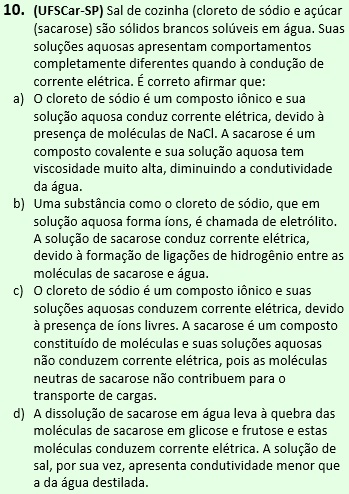 10. (UFSCar-SP) Sal de cozinha (cloreto de sódio e açúcar
(sacarose) são sólidos brancos solúveis em água. Suas
soluções aquosas apresentam comportamentos
completamente diferentes quando à condução de
corrente elétrica. É correto afirmar que:
a) O cloreto de sódio é um composto iônico e sua
solução aquosa conduz corrente elétrica, devido à
presença de moléculas de NaCl. A sacarose é um
composto covalente e sua solução aquosa tem
viscosidade muito alta, diminuindo a condutividade
da água.
b) Uma substância como o cloreto de sódio, que em
solução aquosa forma íons, é chamada de eletrólito.
A solução de sacarose conduz corrente elétrica,
devido à formação de ligações de hidrogênio entre as
moléculas de sacarose e água.
c) O cloreto de sódio é um composto iônico e suas
soluções aquosas conduzem corrente elétrica, devido
à presença de íons livres. A sacarose é um composto
constituído de moléculas e suas soluções aquosas
não conduzem corrente elétrica, pois as moléculas
neutras de sacarose não contribuem para o
transporte de cargas.
d) A dissolução de sacarose em água leva à quebra das
moléculas de sacarose em glicose e frutose e estas
moléculas conduzem corrente elétrica. A solução de
sal, por sua vez, apresenta condutividade menor que
a da água destilada.